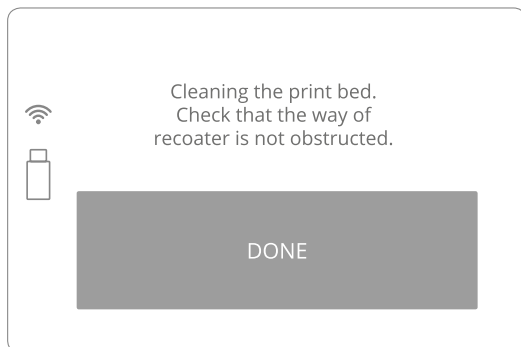 Cleaning the print bed.
Check that the way of
recoater is not obstructed.
DONE